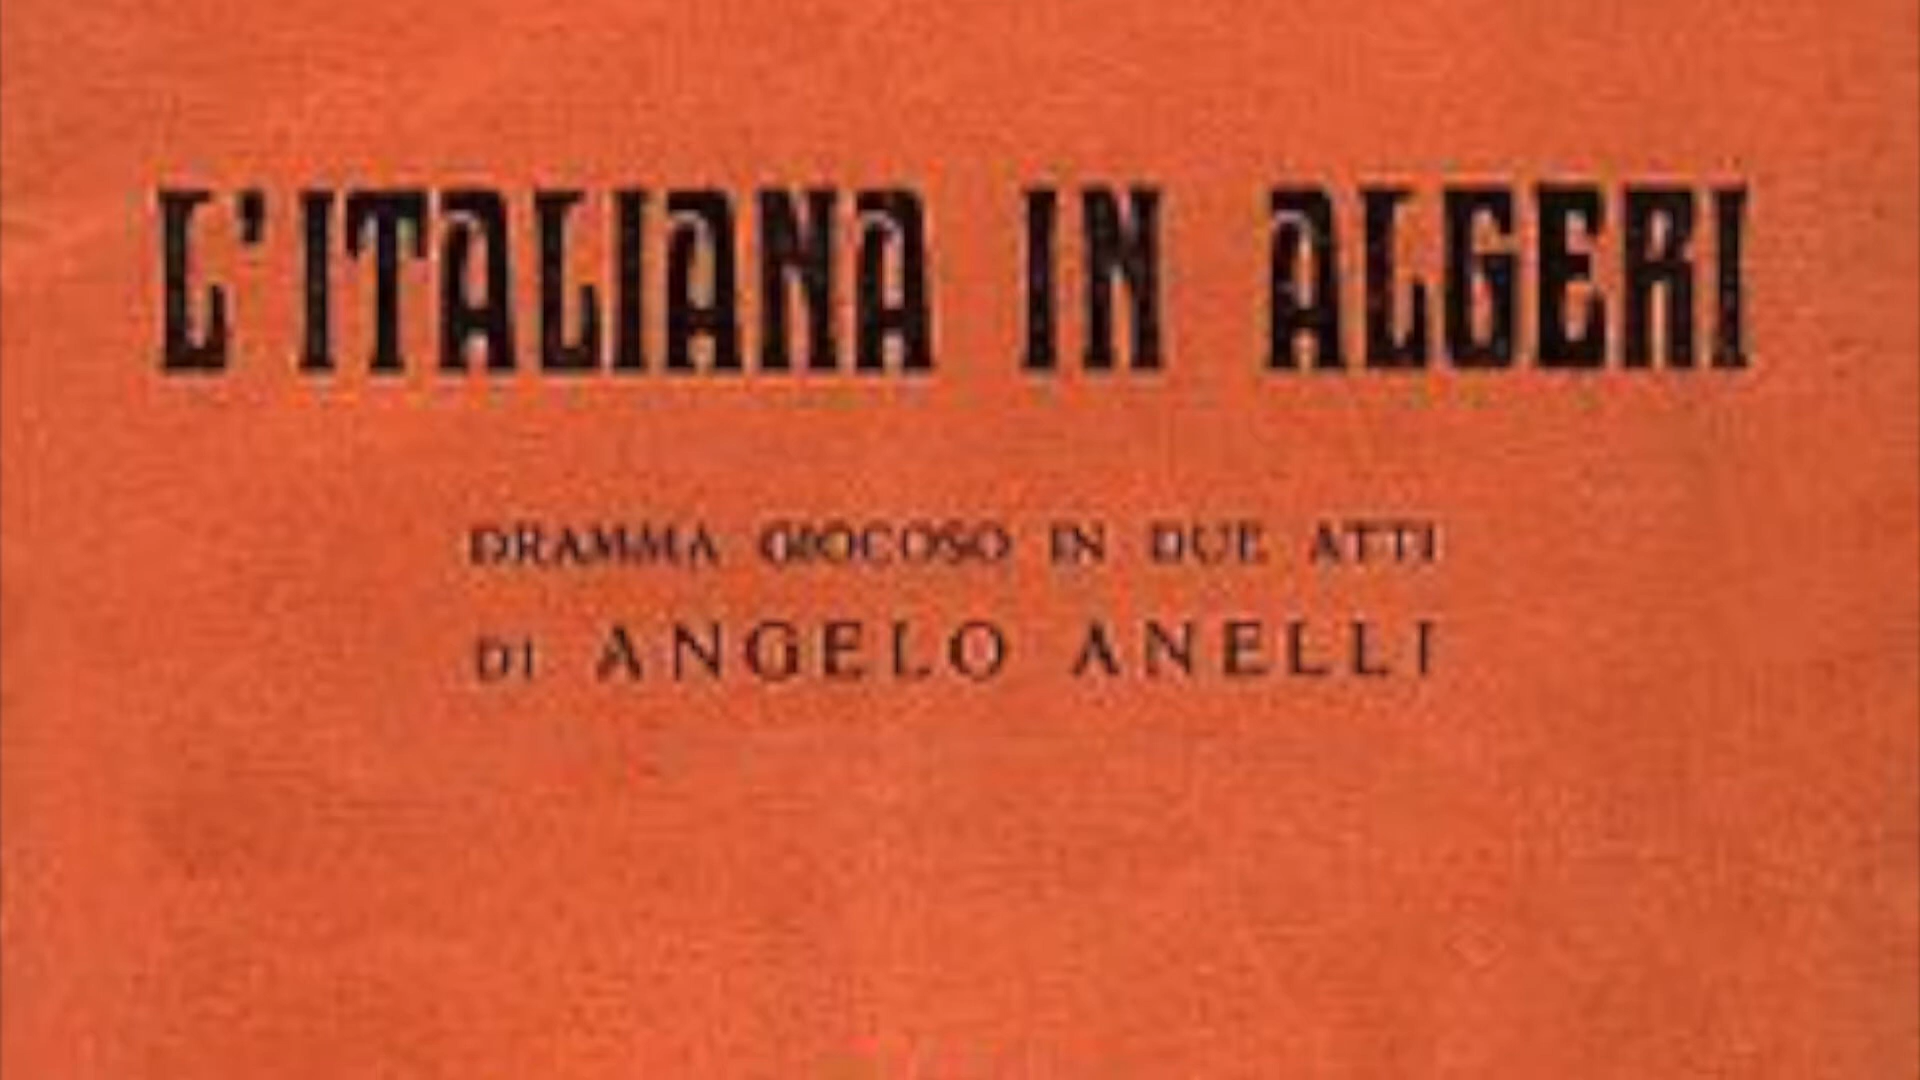 L'ITALIANA IN ALGERI
DRAMMA GIOCOSO IN DUE ATTI
DI ANGELO ANELLI